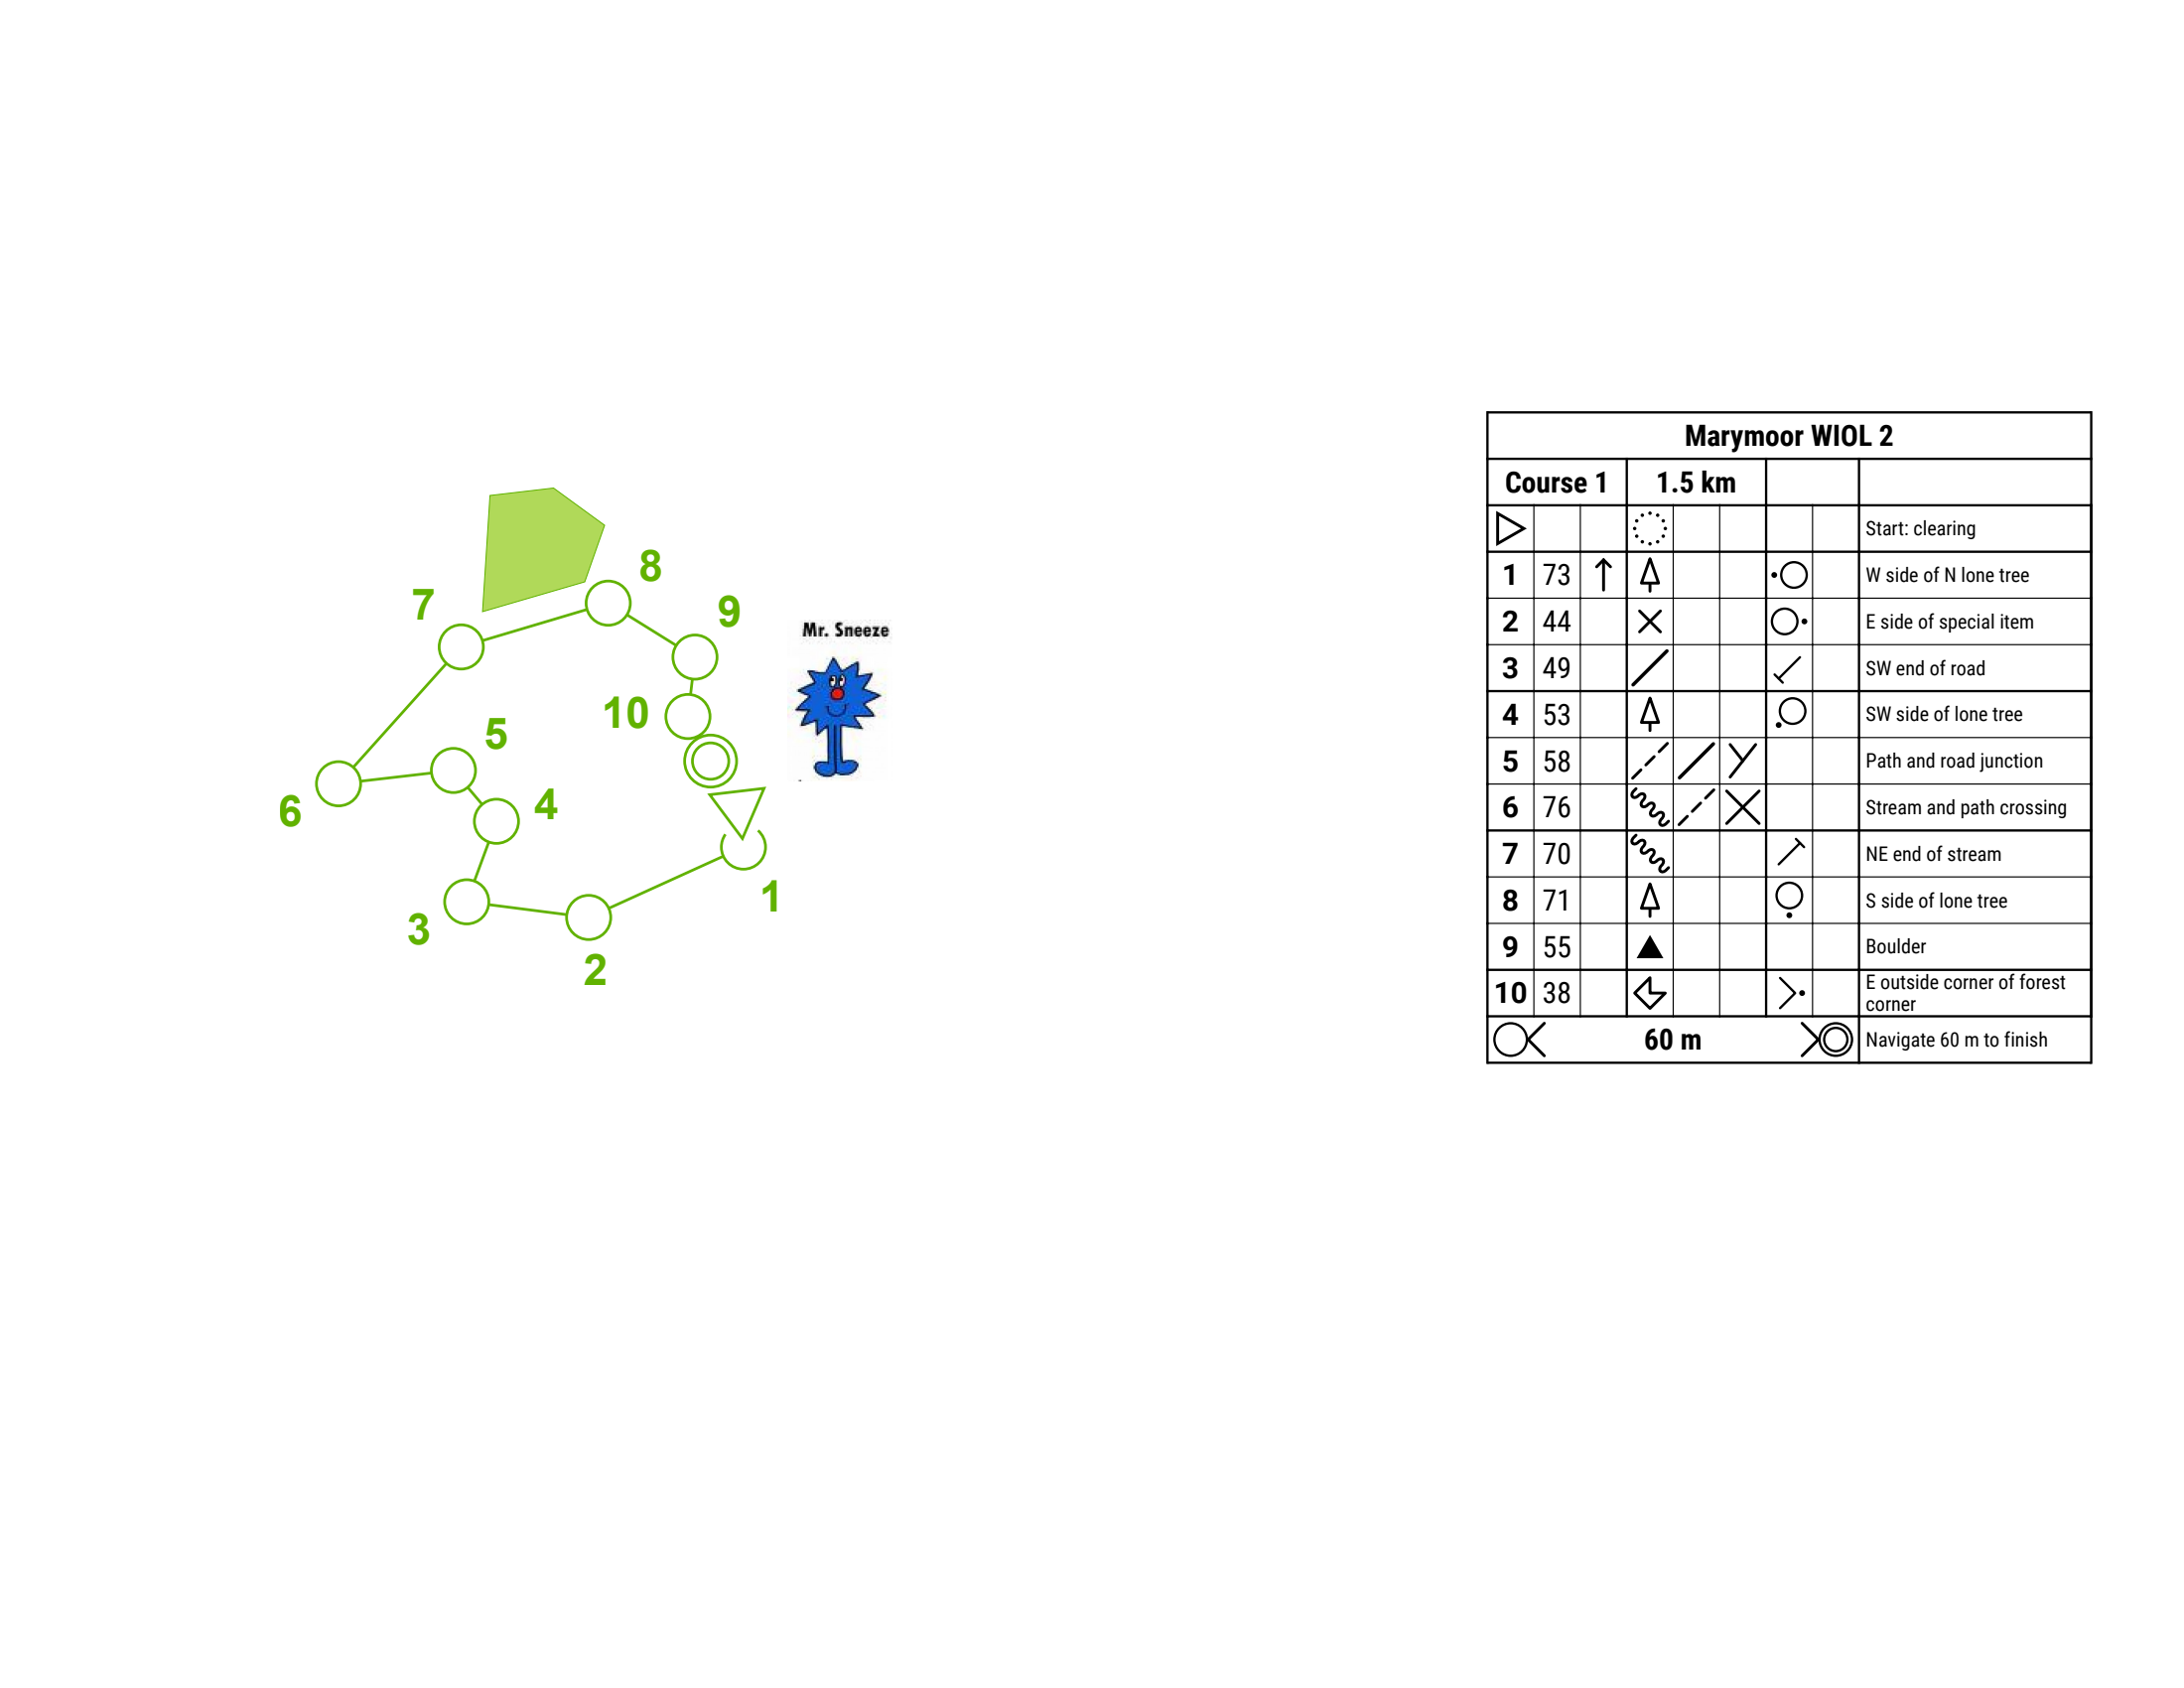 8
7
9
Mr. Sneeze
10
5
6
4
1
3
2
Marymoor WIOL 2
Course 1 1.5 km
Start: clearing
1 73 W side of N lone tree
2 44 E side of special item
3 49 SW end of road
4 53 SW side of lone tree
5 58 Path and road junction
6 76 Stream and path crossing
7 70 NE end of stream
8 71 S side of lone tree
9 55 Boulder
10 38 E outside corner of forest
corner
60 m Navigate 60 m to finish